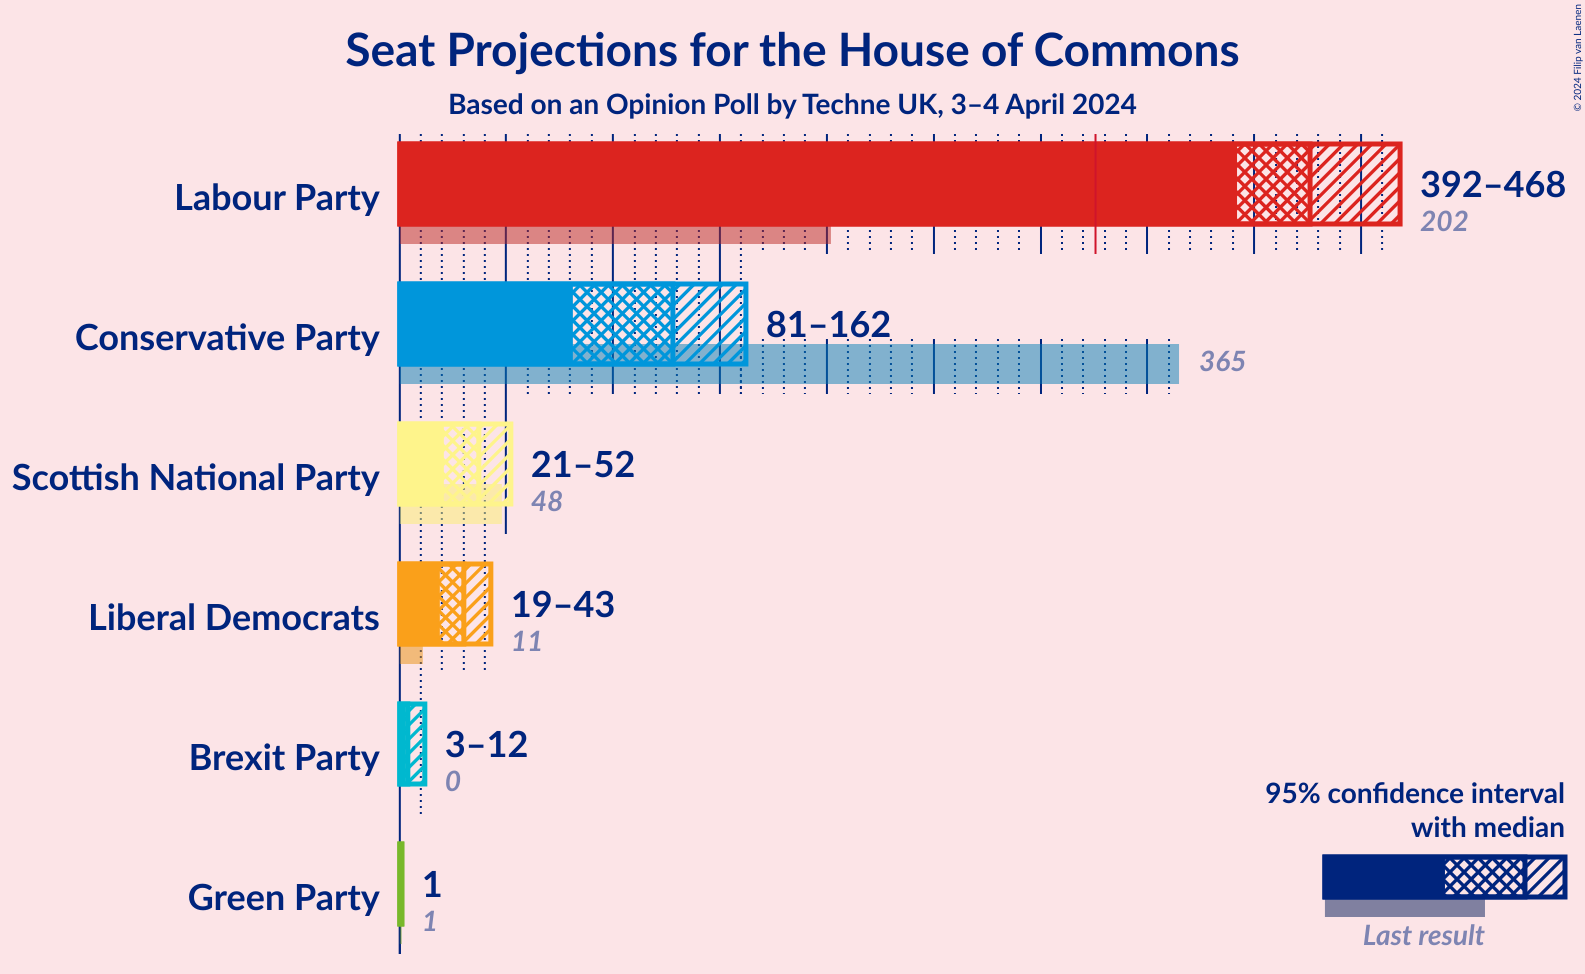 Seat Projections for the House of Commons
Based on an Opinion Poll by Techne UK, 3–4 April 2024
© 2024 Filip van Laenen
Labour Party
392–468
202
Conservative Party
81–162
365
Scottish National Party
21–52
48
Liberal Democrats
19–43
11
Brexit Party
3–12
0
Green Party
1
1
95% confidence interval
with median
Last result